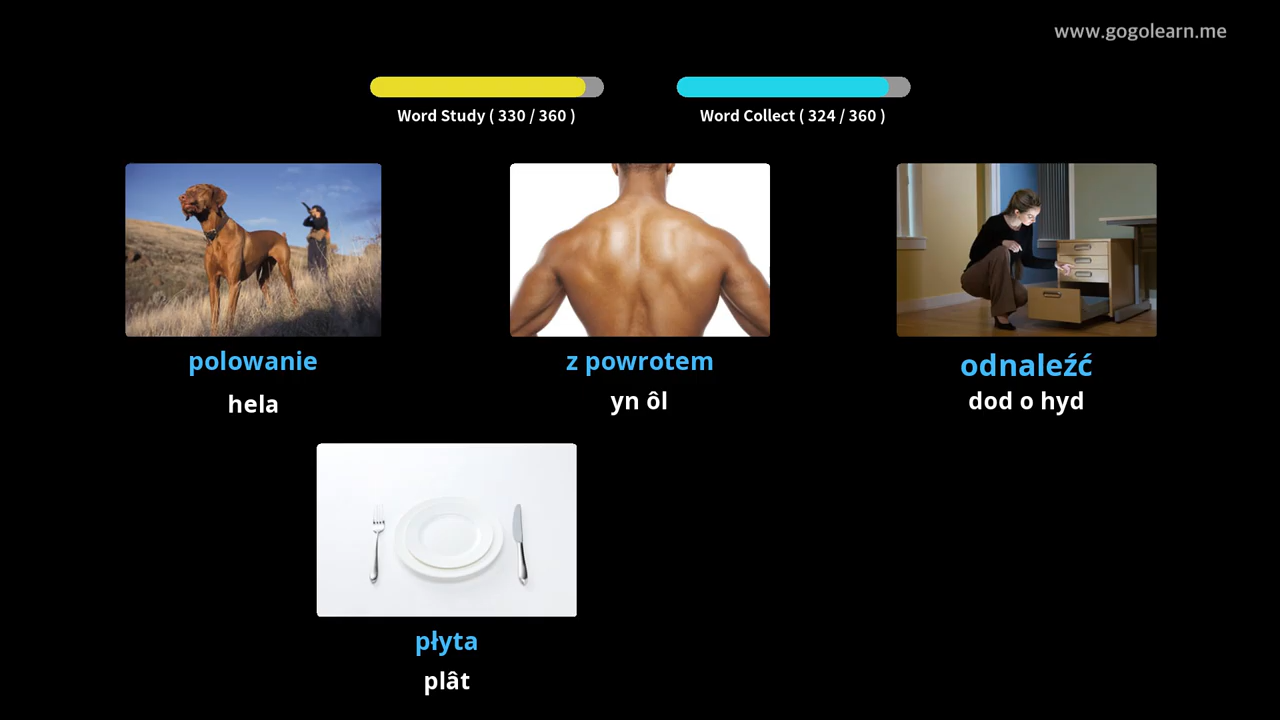 www.gogolearn.me
Word Study ( 330 / 360 )
Word Collect ( 324 / 360 )
polowanie
hela
z powrotem
yn ôl
odnaleźć
dod o hyd
płyta
plât